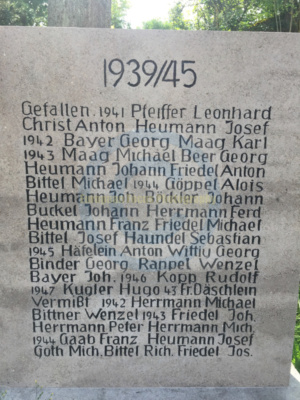 1939/45
Gefallen 1941 Pfeiffer Leonhard
Christ Anton Heumann Josef
1942 Bayer Georg Maag Karl
1943 Maag Michael Beer Georg
Heumann Johann Friedel Anton
Bittel Michael 1944 Göppel Alois
Heumann Joh. Böckler Johann
Buckel Johann Herrmann Ferd
Heumann Franz Friedel Michael
Bittel Josef Haundel Sebastian
1945 Häfelein Anton Wittig Georg
Binder Georg Rappel Wenzel
Bayer Joh. 1946 Kopp Rudolf
1947 Kugler Hugo 43 Fr. Däschlein
Vermißt 1942 Herrmann Michael
Bittner Wenzel 1943 Friedel Joh.
Herrmann Peter Herrmann Mich.
1944 Gaab Franz Heumann Josef
Goth Mich. Bittel Rich. Friedel Jos.